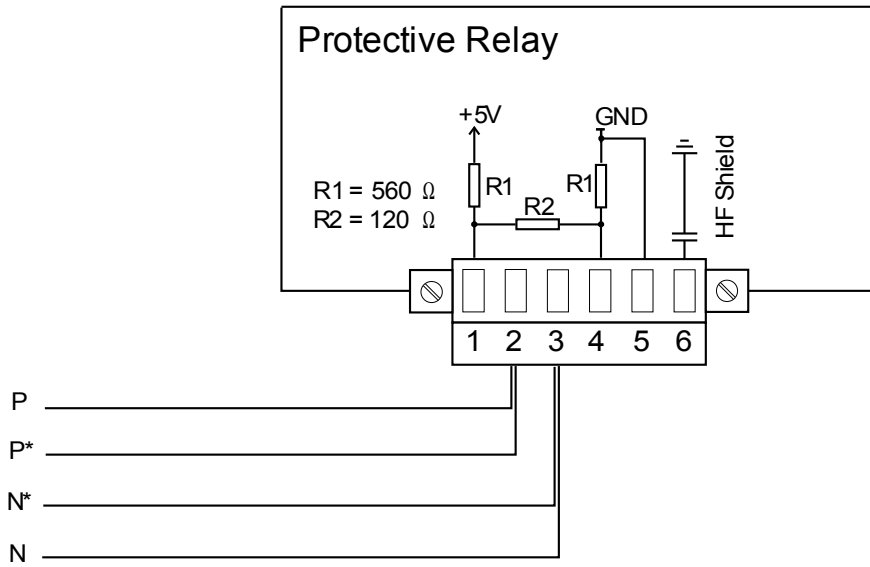 Protective Relay
+5V
GND
R1 = 560 Ω
R2 = 120 Ω
R1
R2
R1
HF Shield
1 2 3 4 5 6
P
P*
N*
N